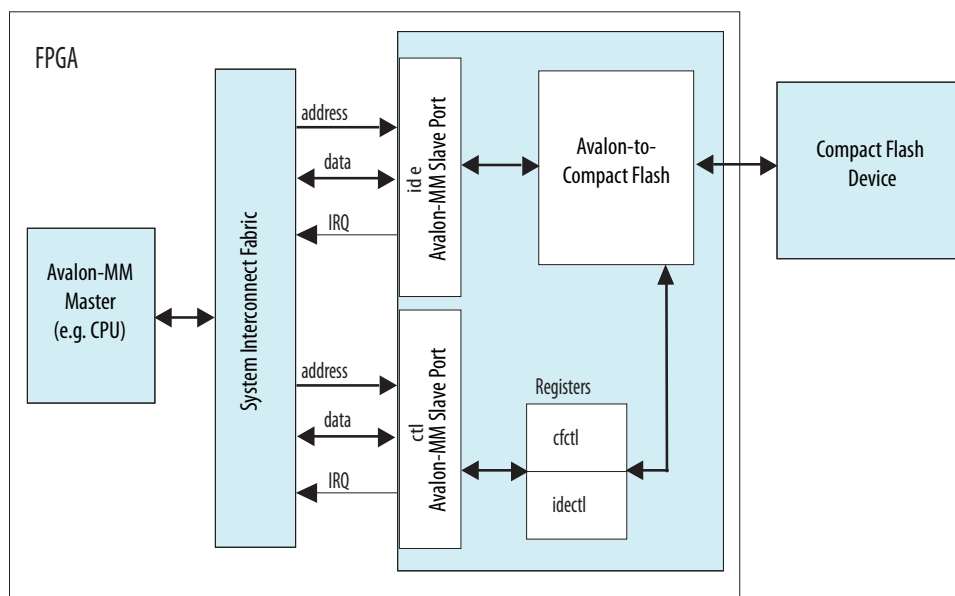 FPGA
Avalon-MM
Master
(e.g. CPU)
System Interconnect Fabric
address
data
IRQ
id e
Avalon-MM Slave Port
Avalon-to-
Compact Flash
Compact Flash
Device
address
data
IRQ
ctl
Avalon-MM Slave Port
Registers
cfctl
idectl